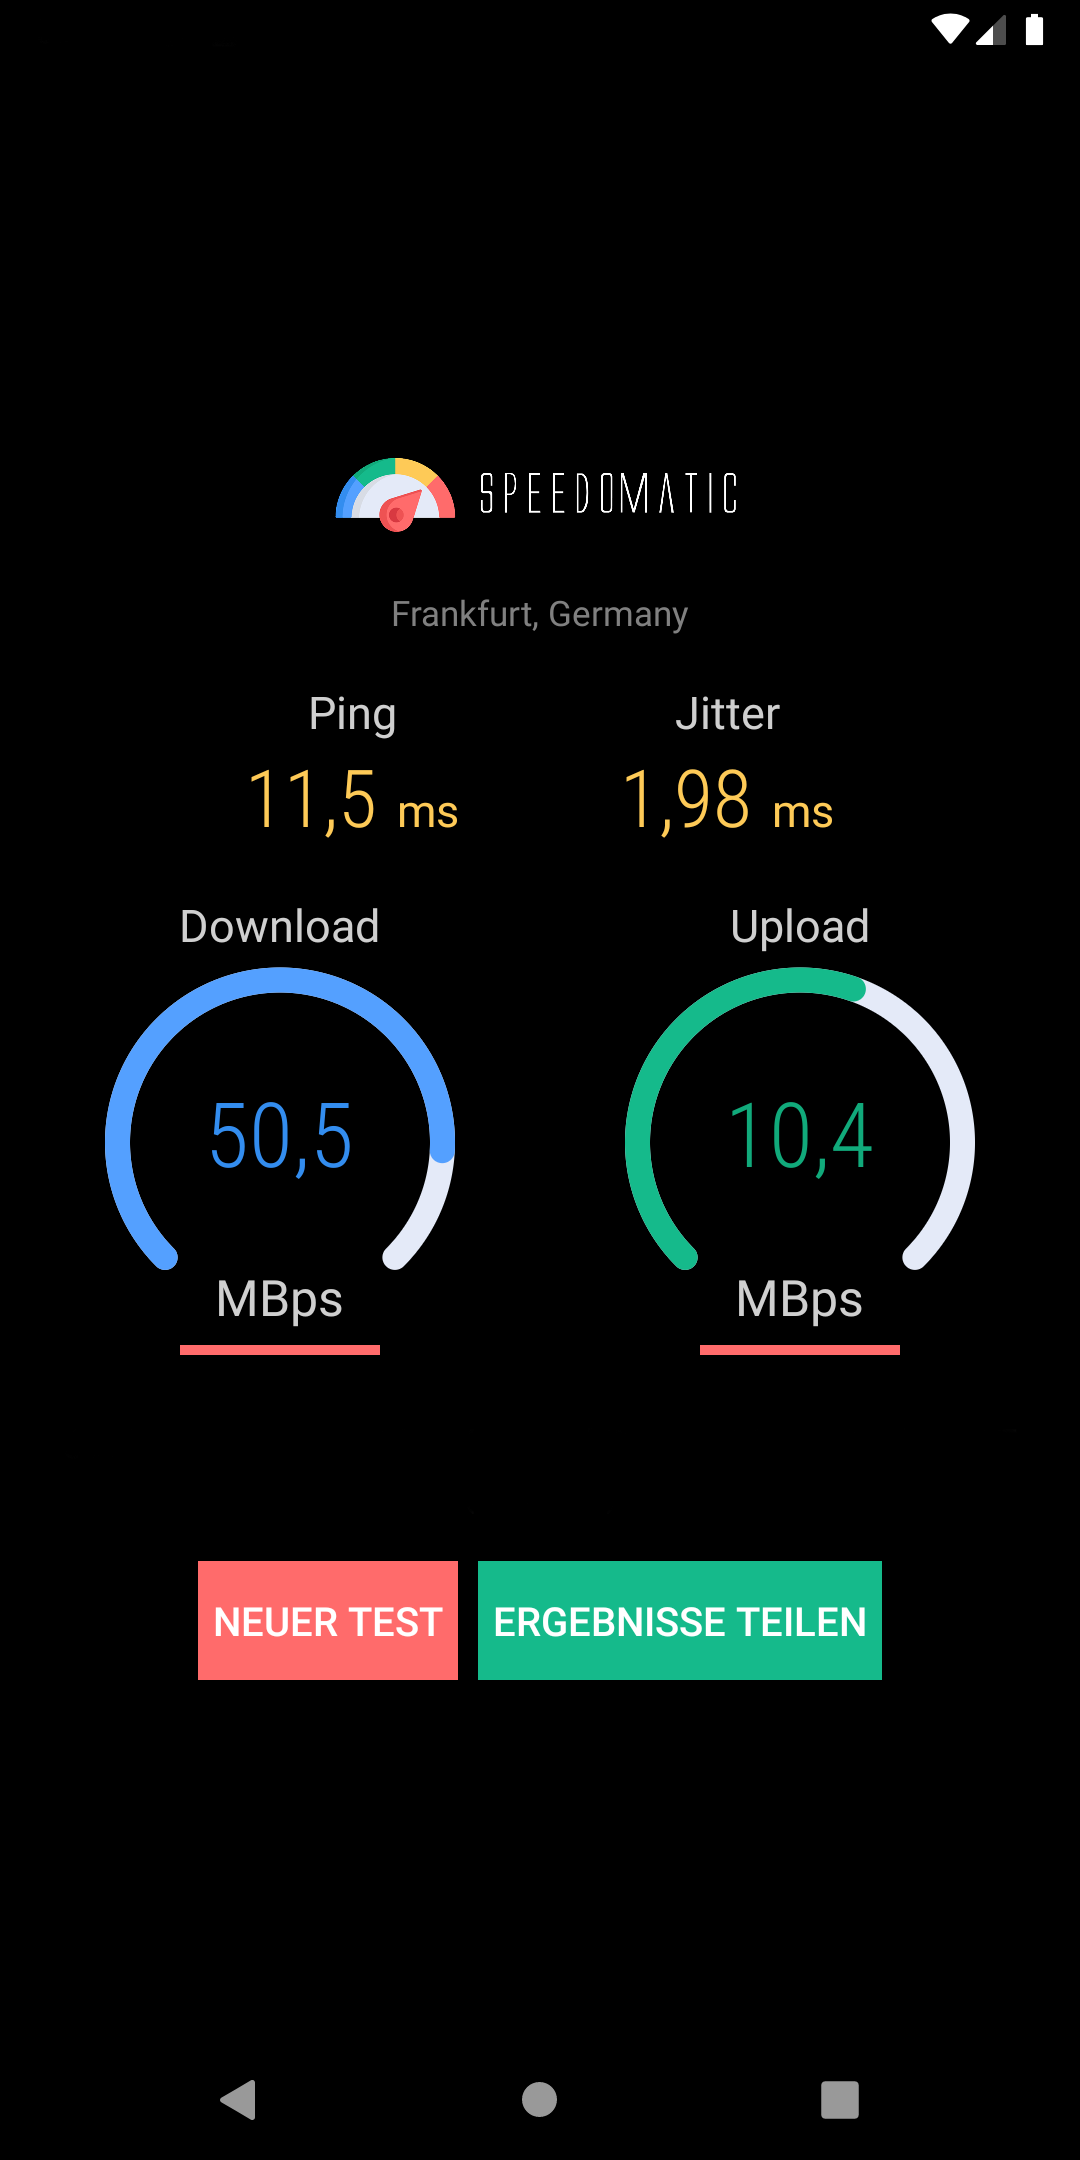 SPEEDOMATIC
Frankfurt, Germany
Ping
Jitter
11,5 ms
1,98 ms
Download
Upload
50,5
10,4
MBps
MBps
NEUER TEST
ERGEBNISSE TEILEN